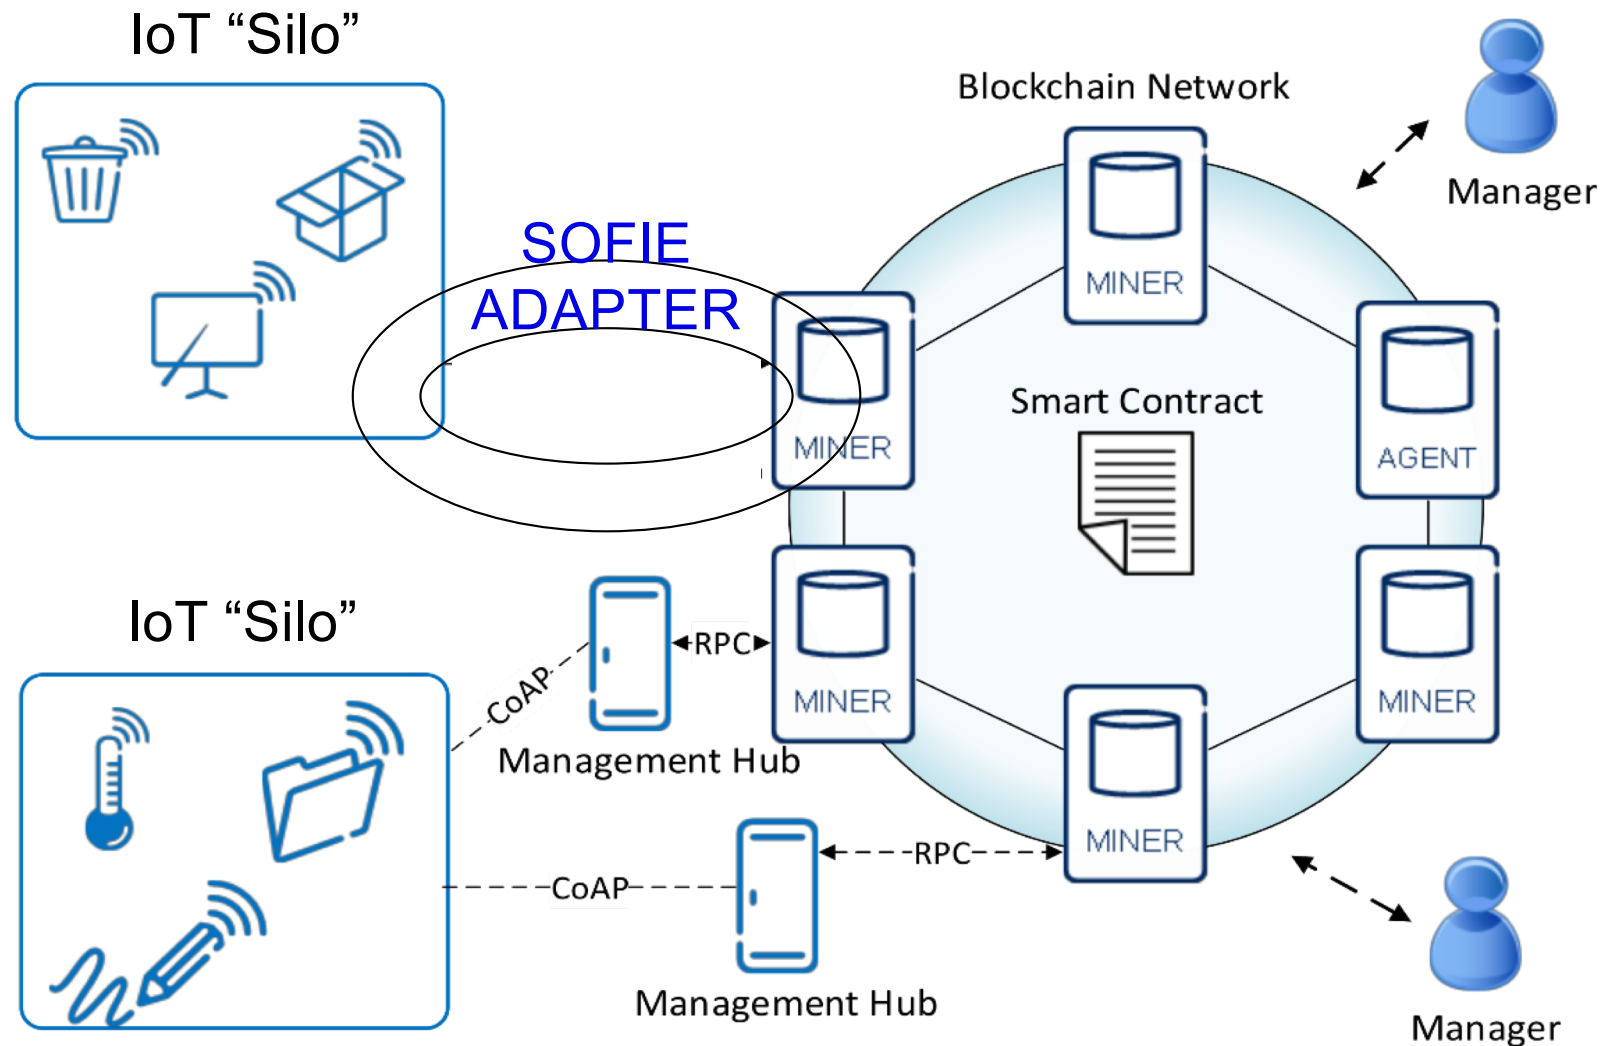 IoT “Silo”
Blockchain Network
Manager
SOFIE
ADAPTER
MINER
MINER
AGENT
Smart Contract
IoT “Silo”
CoAP
RPC
MINER
MINER
Management Hub
CoAP
RPC
MINER
Management Hub
Manager